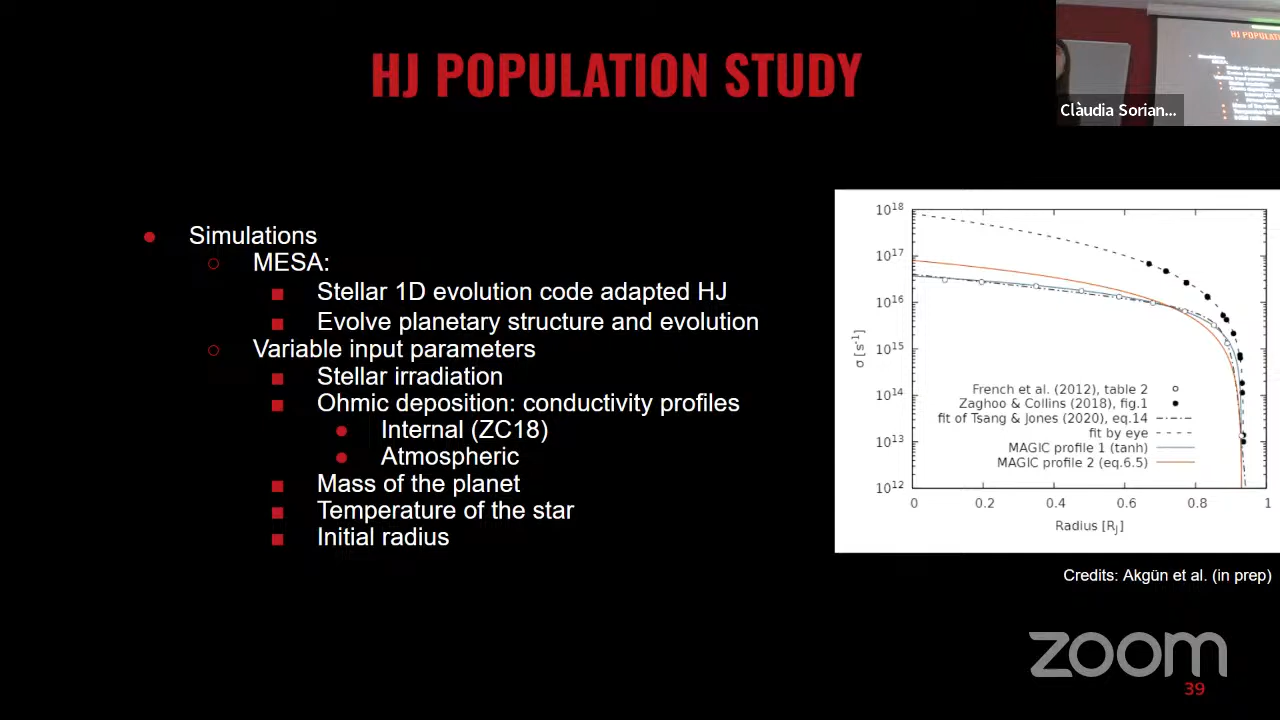 HJ POPULATION STUDY
Clàudia Sorian...
Simulations
MESA:
Stellar 1D evolution code adapted HJ
Evolve planetary structure and evolution
Variable input parameters
Stellar irradiation
Ohmic deposition: conductivity profiles
Internal (ZC18)
Atmospheric
Mass of the planet
Temperature of the star
Initial radius
10^18
10^17
10^16
10^15
10^14
10^13
10^12
σ [s^-1]
French et al. (2012), table 2
Zaghoo & Collins (2018), fig.1
fit of Tsang & Jones (2020), eq.14
fit by eye
MAGIC profile 1 (tanh)
MAGIC profile 2 (eq.6.5)
0 0.2 0.4 0.6 0.8 1
Radius [R_J]
Credits: Akgün et al. (in prep)
zoom
39